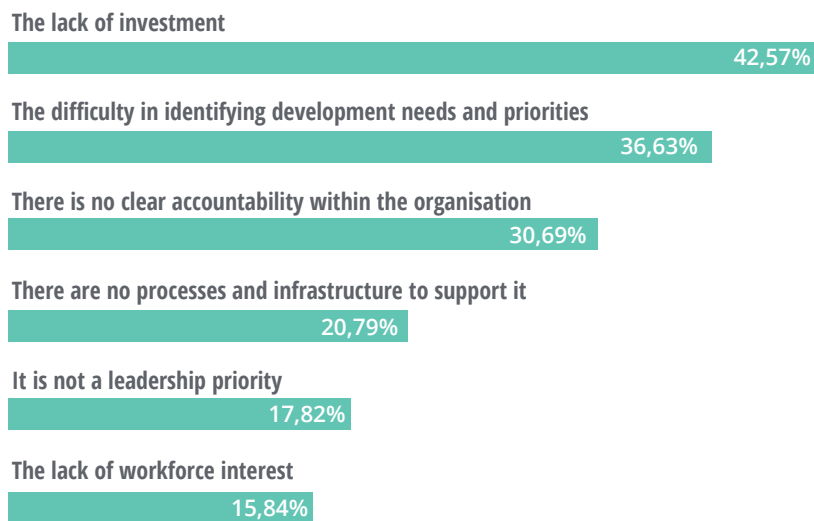 The lack of investment
42,57%
The difficulty in identifying development needs and priorities
36,63%
There is no clear accountability within the organisation
30,69%
There are no processes and infrastructure to support it
20,79%
It is not a leadership priority
17,82%
The lack of workforce interest
15,84%